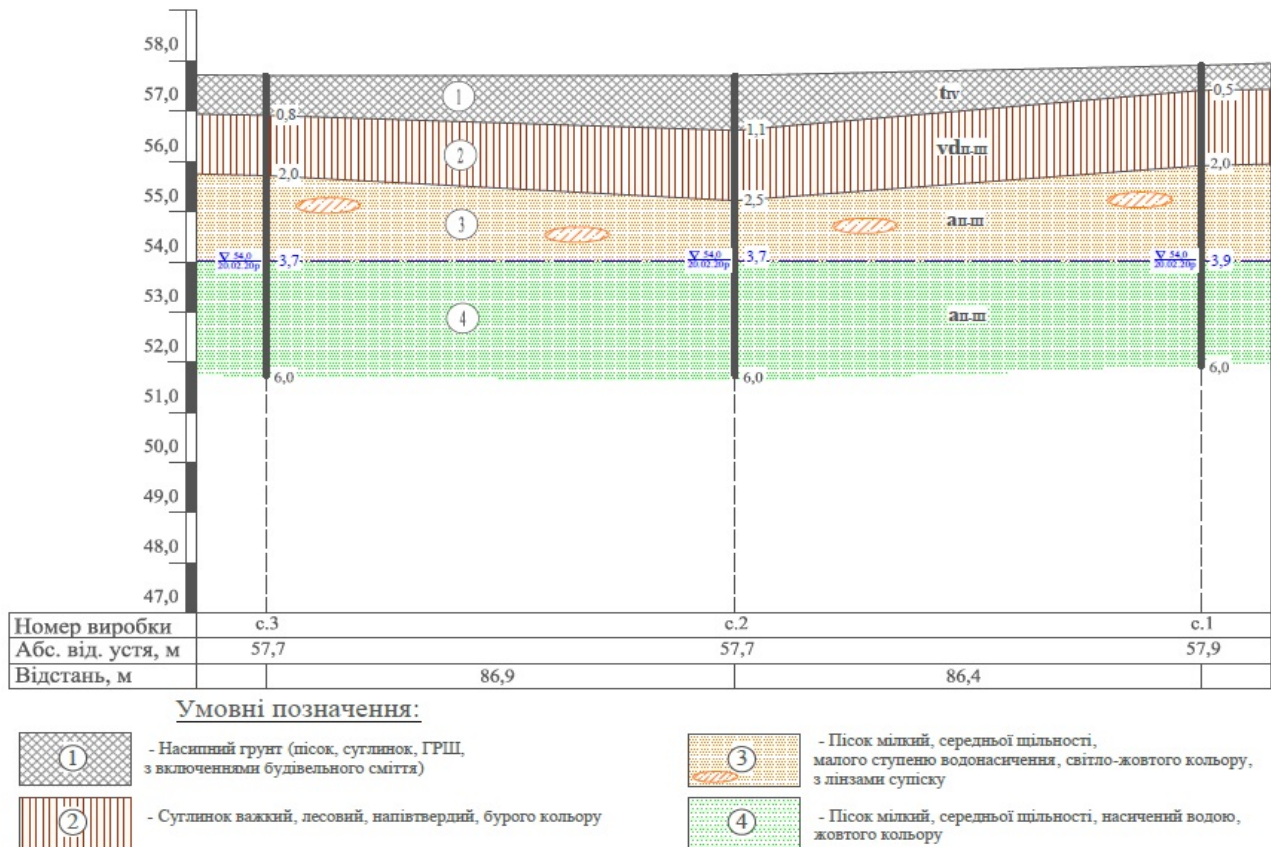 58,0
57,0
56,0
55,0
54,0
53,0
52,0
51,0
50,0
49,0
48,0
47,0
1
tIV
0,8
1,1
0,5
2
vdII-III
2,0
2,5
2,0
3
aII-III
54,0
20.02.20р
3,7
54,0
20.02.20р
3,7
54,0
20.02.20р
3,9
4
aII-III
6,0
6,0
6,0
Номер виробки с.3 с.2 с.1
Абс. від. устя, м 57,7 57,7 57,9
Відстань, м 86,9 86,4
Умовні позначення:
1 - Насипний грунт (пісок, суглинок, ГРШ,
з включеннями будівельного сміття)
2 - Суглинок важкий, лесовий, напівтвердий, бурого кольору
3 - Пісок мілкий, середньої щільності,
малого ступеню водонасичення, світло-жовтого кольору,
з лінзами супіску
4 - Пісок мілкий, середньої щільності, насичений водою,
жовтого кольору